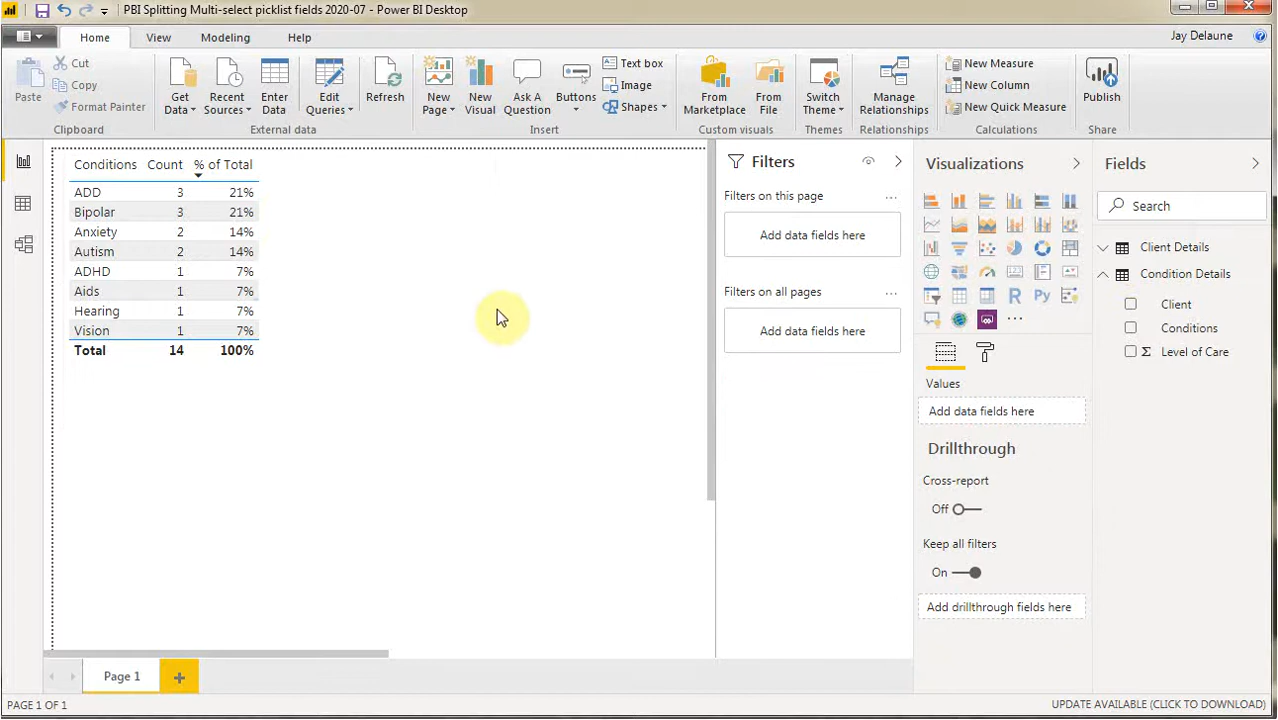 PBI Splitting Multi-select picklist fields 2020-07 - Power BI Desktop
Home View Modeling Help Jay Delaune
Paste Cut Copy Format Painter
Clipboard
Get Data Recent Sources Enter Data Edit Queries Refresh
External data
New Page New Visual Ask A Question Buttons Text box Image Shapes
Insert
From Marketplace From File
Custom visuals
Switch Theme
Themes
Manage Relationships
Relationships
New Measure New Column New Quick Measure
Calculations
Publish
Share
Conditions Count % of Total
ADD 3 21%
Bipolar 3 21%
Anxiety 2 14%
Autism 2 14%
ADHD 1 7%
Aids 1 7%
Hearing 1 7%
Vision 1 7%
Total 14 100%
Filters
Filters on this page ...
Add data fields here
Filters on all pages ...
Add data fields here
Visualizations
R Py
Values
Add data fields here
Drillthrough
Cross-report
Off
Keep all filters
On
Add drillthrough fields here
Fields
Search
Client Details
Condition Details
Client
Conditions
Σ Level of Care
Page 1
PAGE 1 OF 1 UPDATE AVAILABLE (CLICK TO DOWNLOAD)